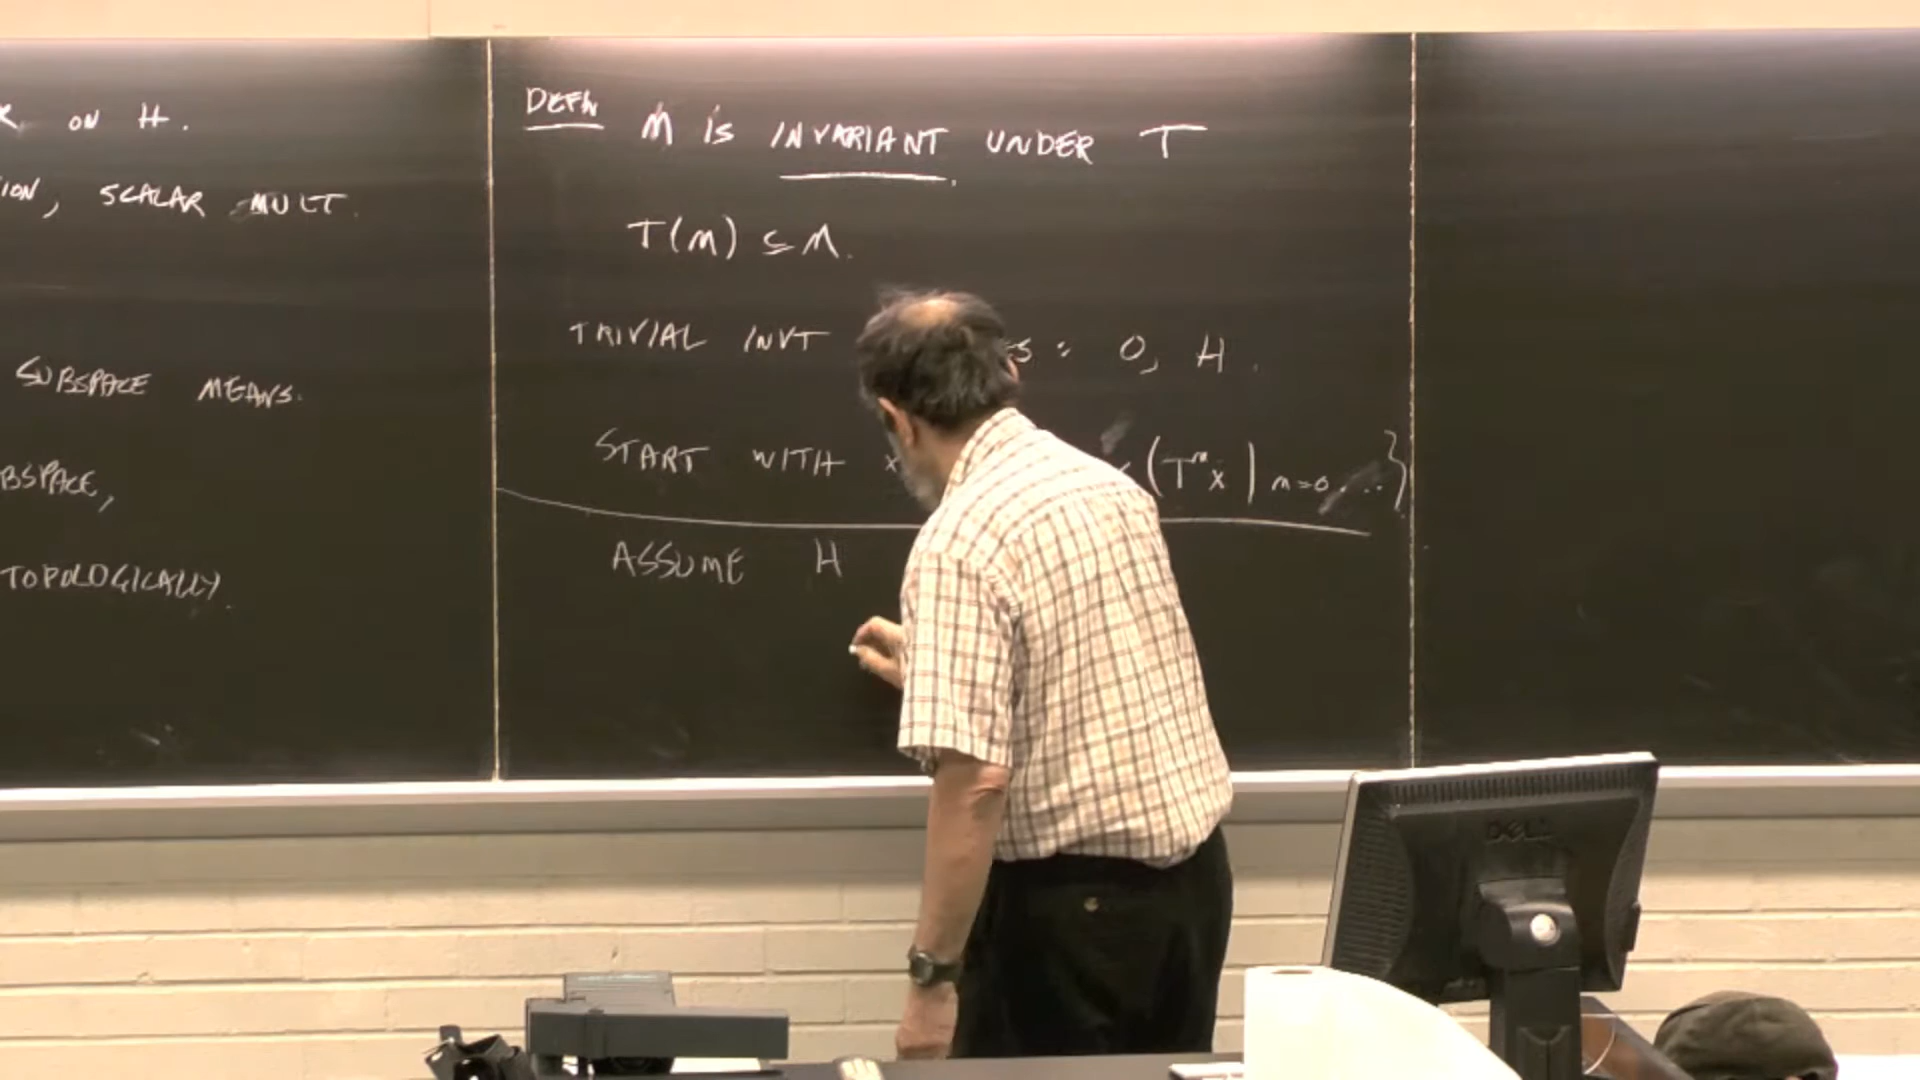 ON H.
ION, SCALAR MULT.
SUBSPACE MEANS.
BSPACE,
TOPOLOGICALLY.
DEFN M IS INVARIANT UNDER T
T(M) ⊆ M.
TRIVIAL INVT S: 0, H.
START WITH x (Tⁿx) n=0...}
ASSUME H
DELL